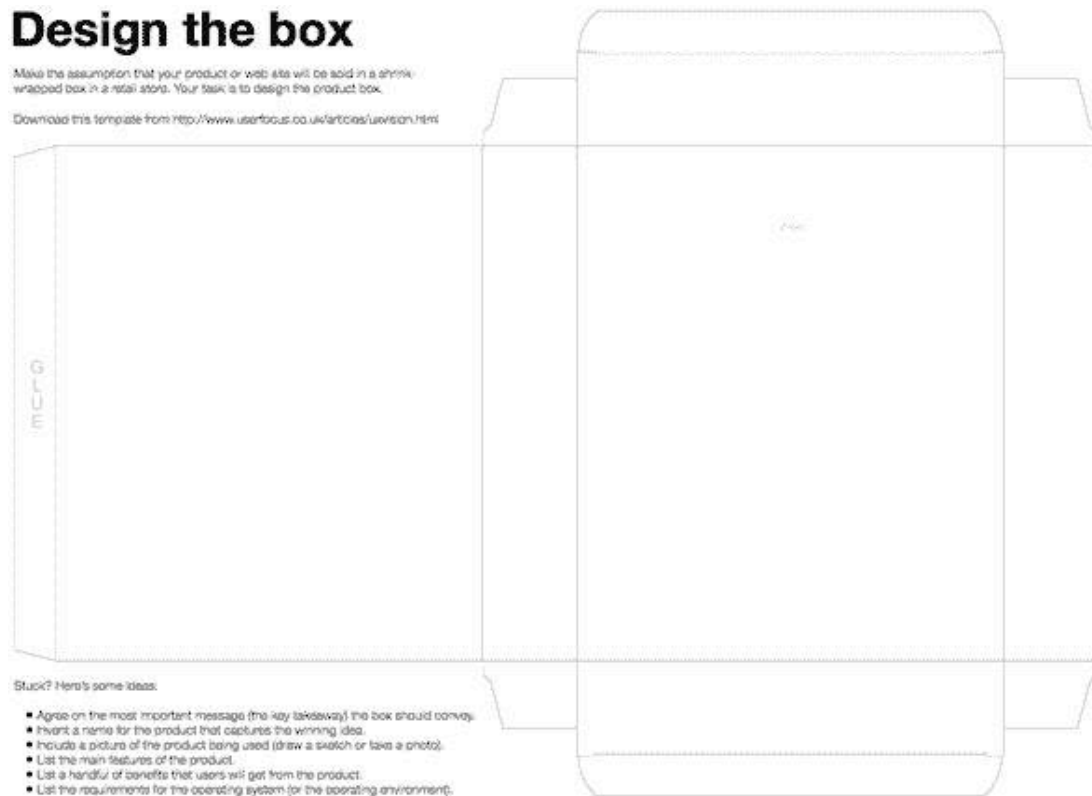 Design the box
Make the assumption that your product or web site will be sold in a shrink-
wrapped box in a retail store. Your task is to design the product box.
Download this template from http://www.userfocus.co.uk/articles/uxvision.html
GLUE
Stuck? Here's some ideas:
• Agree on the most important message (the key takeaway) the box should convey.
• Invent a name for the product that captures the winning idea.
• Include a picture of the product being used (draw a sketch or take a photo).
• List the main features of the product.
• List a handful of benefits that users will get from the product.
• List the requirements for the operating system (or the operating environment).